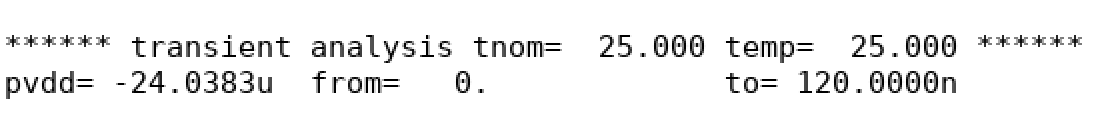 ****** transient analysis tnom=  25.000 temp=  25.000 ******
pvdd= -24.0383u  from=   0.             to= 120.0000n